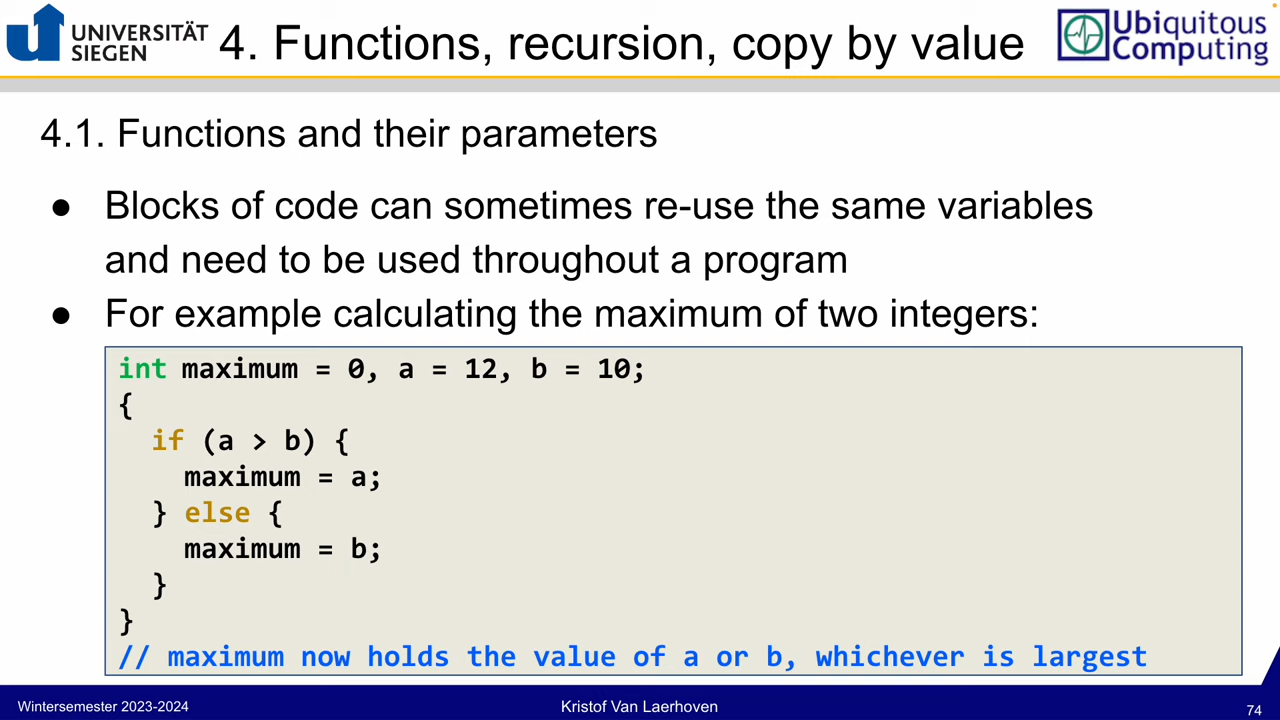 UNIVERSITÄT
SIEGEN
4. Functions, recursion, copy by value
Ubiquitous
Computing
4.1. Functions and their parameters
● Blocks of code can sometimes re-use the same variables
and need to be used throughout a program
● For example calculating the maximum of two integers:
int maximum = 0, a = 12, b = 10;
{
  if (a > b) {
    maximum = a;
  } else {
    maximum = b;
  }
}
// maximum now holds the value of a or b, whichever is largest
Wintersemester 2023-2024
Kristof Van Laerhoven
74